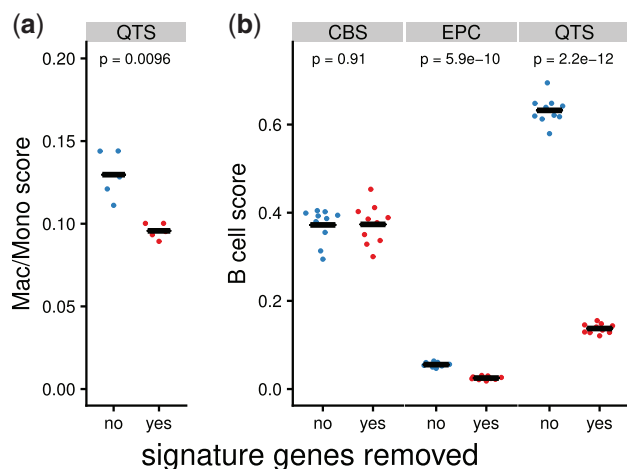 (a)
QTS
p = 0.0096
Mac/Mono score
0.20
0.15
0.10
0.05
0.00
no yes
(b)
CBS EPC QTS
p = 0.91 p = 5.9e-10 p = 2.2e-12
B cell score
0.6
0.4
0.2
0.0
no yes no yes no yes
signature genes removed